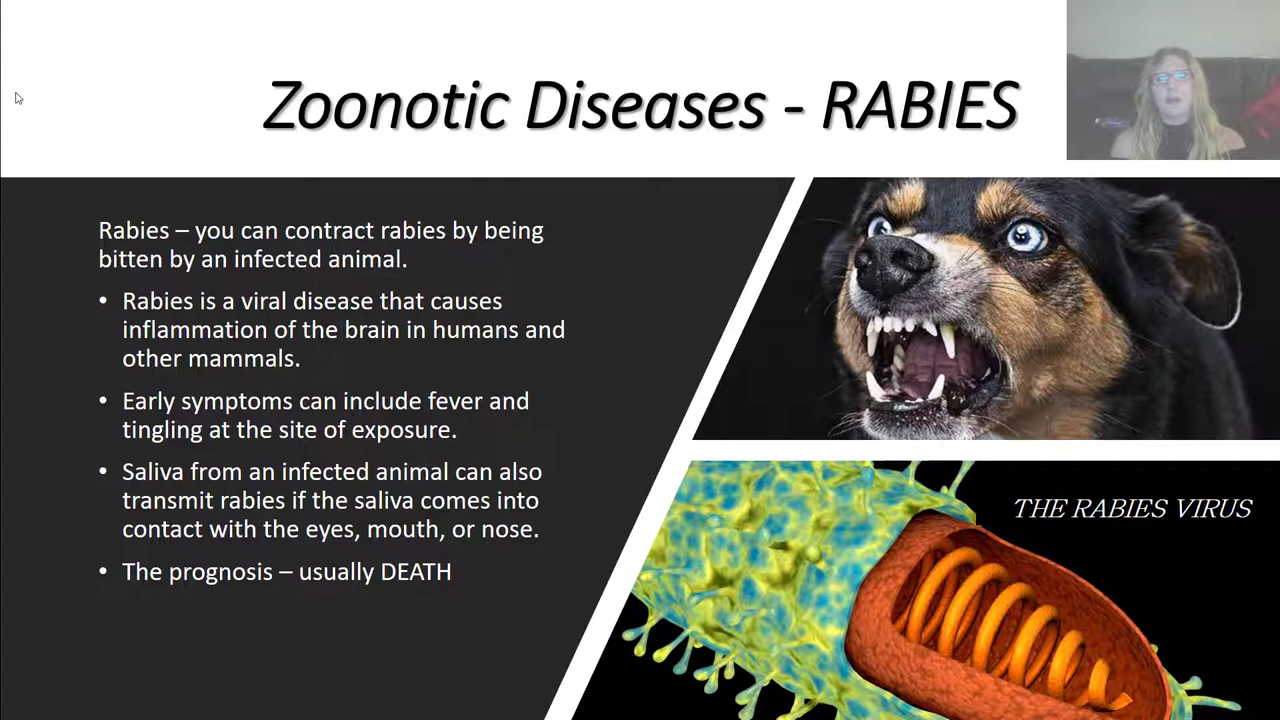 Zoonotic Diseases - RABIES
Rabies – you can contract rabies by being
bitten by an infected animal.
• Rabies is a viral disease that causes
inflammation of the brain in humans and
other mammals.
• Early symptoms can include fever and
tingling at the site of exposure.
• Saliva from an infected animal can also
transmit rabies if the saliva comes into
contact with the eyes, mouth, or nose.
• The prognosis – usually DEATH
THE RABIES VIRUS